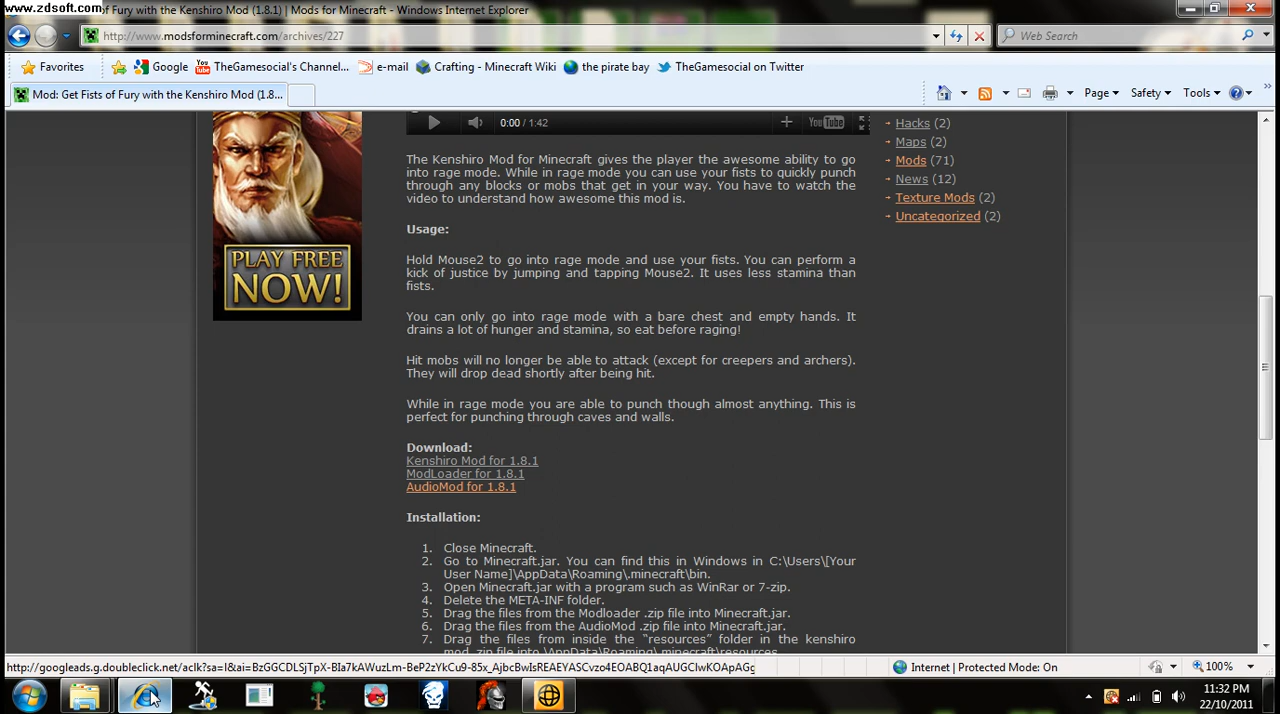 www.zdsoft.com
of Fury with the Kenshiro Mod (1.8.1) | Mods for Minecraft - Windows Internet Explorer
http://www.modsforminecraft.com/archives/227
Web Search
Favorites
Google
TheGamesocial's Channel...
e-mail
Crafting - Minecraft Wiki
the pirate bay
TheGamesocial on Twitter
Mod: Get Fists of Fury with the Kenshiro Mod (1.8...
Page
Safety
Tools
PLAY FREE
NOW!
0:00 / 1:42
YouTube
The Kenshiro Mod for Minecraft gives the player the awesome ability to go
into rage mode. While in rage mode you can use your fists to quickly punch
through any blocks or mobs that get in your way. You have to watch the
video to understand how awesome this mod is.
Usage:
Hold Mouse2 to go into rage mode and use your fists. You can perform a
kick of justice by jumping and tapping Mouse2. It uses less stamina than
fists.
You can only go into rage mode with a bare chest and empty hands. It
drains a lot of hunger and stamina, so eat before raging!
Hit mobs will no longer be able to attack (except for creepers and archers).
They will drop dead shortly after being hit.
While in rage mode you are able to punch though almost anything. This is
perfect for punching through caves and walls.
Download:
Kenshiro Mod for 1.8.1
ModLoader for 1.8.1
AudioMod for 1.8.1
Installation:
1. Close Minecraft.
2. Go to Minecraft.jar. You can find this in Windows in C:\Users\[Your
User Name]\AppData\Roaming\.minecraft\bin.
3. Open Minecraft.jar with a program such as WinRar or 7-zip.
4. Delete the META-INF folder.
5. Drag the files from the Modloader .zip file into Minecraft.jar.
6. Drag the files from the AudioMod .zip file into Minecraft.jar.
7. Drag the files from inside the "resources" folder in the kenshiro
mod .zip into \AppData\Roaming\.minecraft\resources.
Hacks (2)
Maps (2)
Mods (71)
News (12)
Texture Mods (2)
Uncategorized (2)
Internet | Protected Mode: On
100%
11:32 PM
22/10/2011